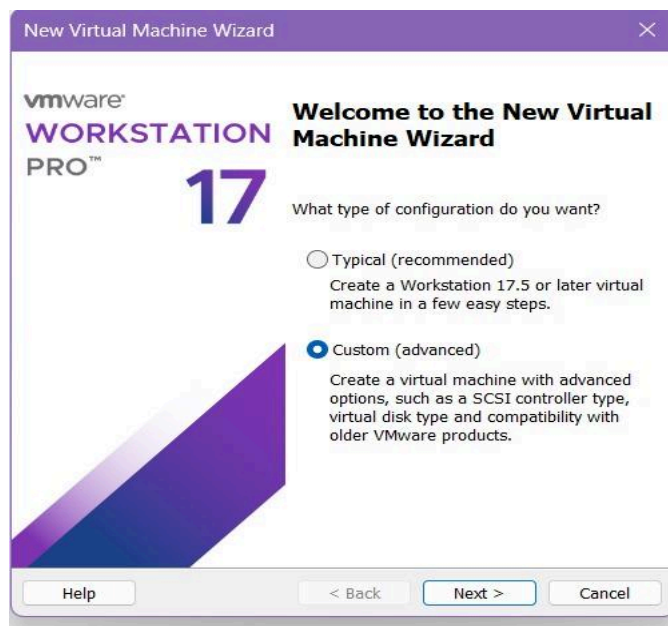 New Virtual Machine Wizard
vmware®
WORKSTATION
PRO™
17
Welcome to the New Virtual
Machine Wizard
What type of configuration do you want?
Typical (recommended)
Create a Workstation 17.5 or later virtual
machine in a few easy steps.
Custom (advanced)
Create a virtual machine with advanced
options, such as a SCSI controller type,
virtual disk type and compatibility with
older VMware products.
Help
< Back
Next >
Cancel